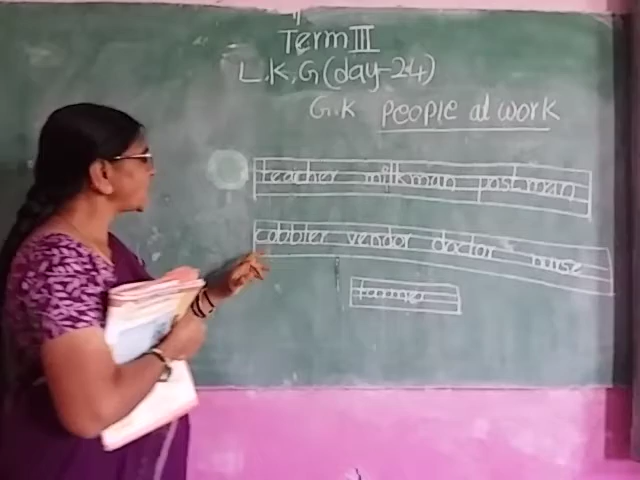 Term III
L.K.G (day-24)
G.K people at work
teacher milkman postman
cobbler vendor doctor nurse
farmer